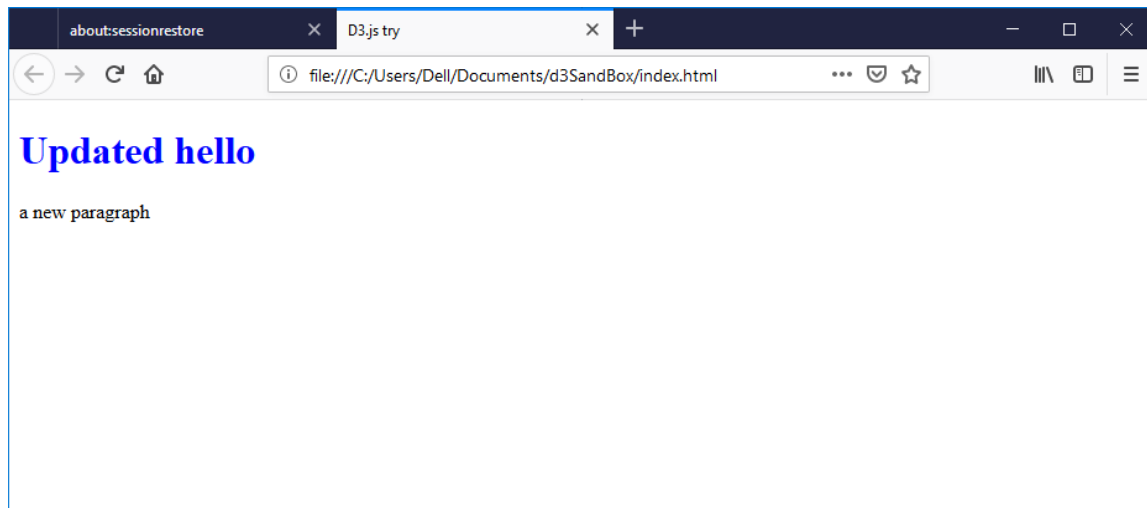 about:sessionrestore
D3.js try
file:///C:/Users/Dell/Documents/d3SandBox/index.html
Updated hello
a new paragraph